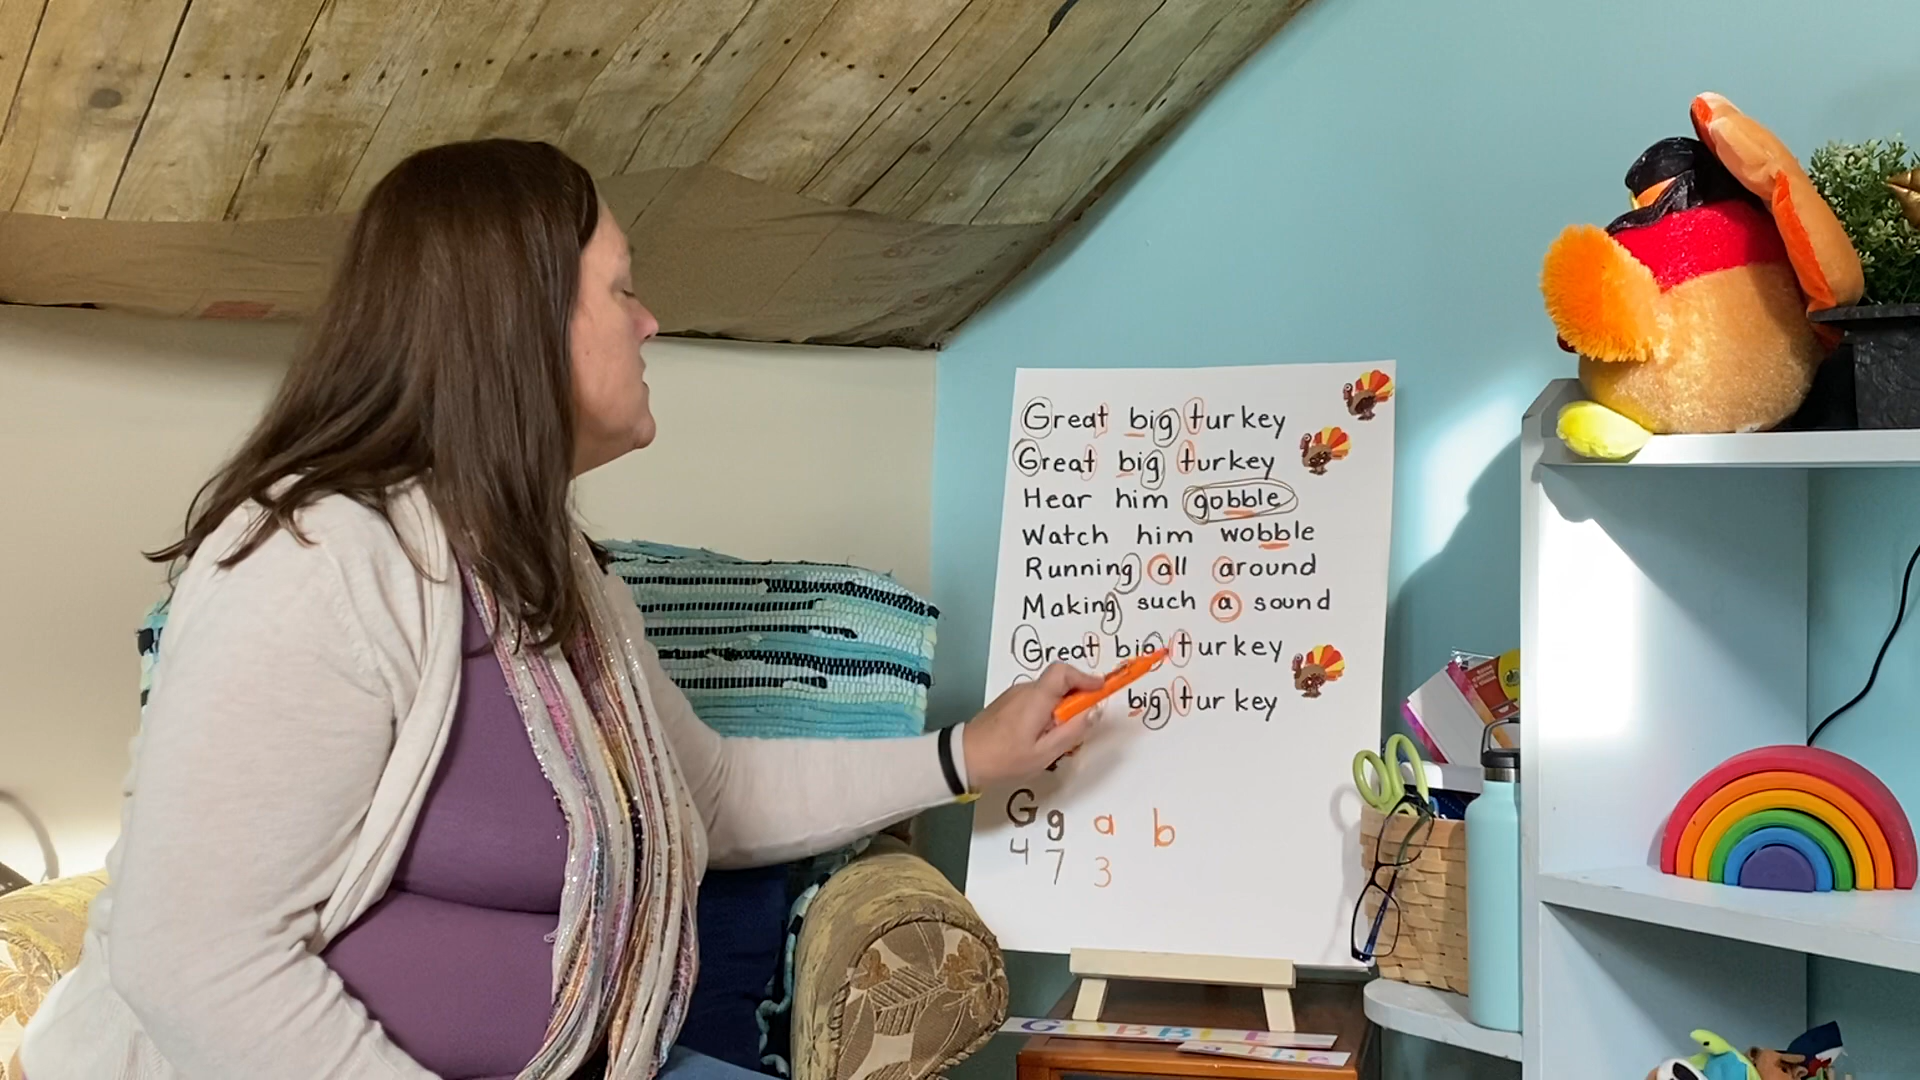 Great big turkey
Great big turkey
Hear him gobble
Watch him wobble
Running all around
Making such a sound
Great big turkey
big turkey
G g a b
4 7 3
GOBBLE